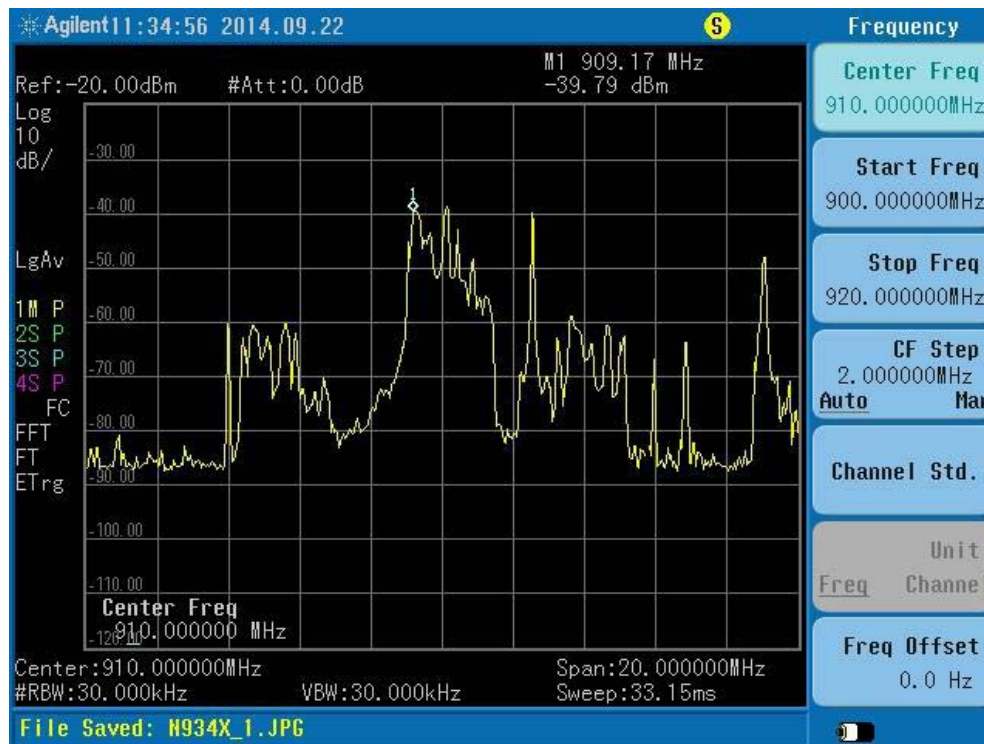 Agilent 11:34:56 2014.09.22 S Frequency
M1 909.17 MHz
Ref:-20.00dBm #Att:0.00dB -39.79 dBm
Log
10
dB/
-30.00
1
-40.00
LgAv
-50.00
1M P
-60.00
2S P
3S P
-70.00
4S P
FC
-80.00
FFT
FT
-90.00
ETrg
-100.00
-110.00
Center Freq
910.000000 MHz
Center:910.000000MHz Span:20.000000MHz
#RBW:30.000kHz VBW:30.000kHz Sweep:33.15ms
File Saved: N934X_1.JPG
Center Freq
910.000000MHz
Start Freq
900.000000MHz
Stop Freq
920.000000MHz
CF Step
2.000000MHz
Auto Man
Channel Std.
Unit
Freq Channe
Freq Offset
0.0 Hz